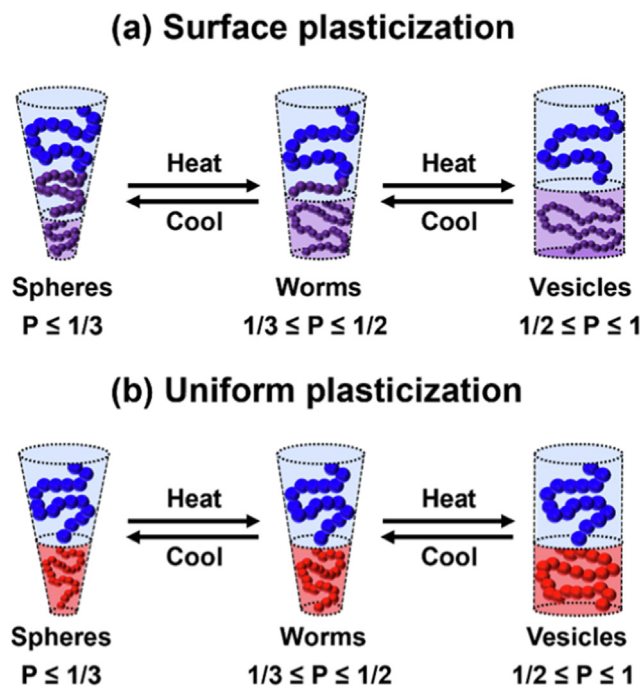 (a) Surface plasticization
Heat
Cool
Heat
Cool
Spheres
Worms
Vesicles
P ≤ 1/3
1/3 ≤ P ≤ 1/2
1/2 ≤ P ≤ 1
(b) Uniform plasticization
Heat
Cool
Heat
Cool
Spheres
Worms
Vesicles
P ≤ 1/3
1/3 ≤ P ≤ 1/2
1/2 ≤ P ≤ 1